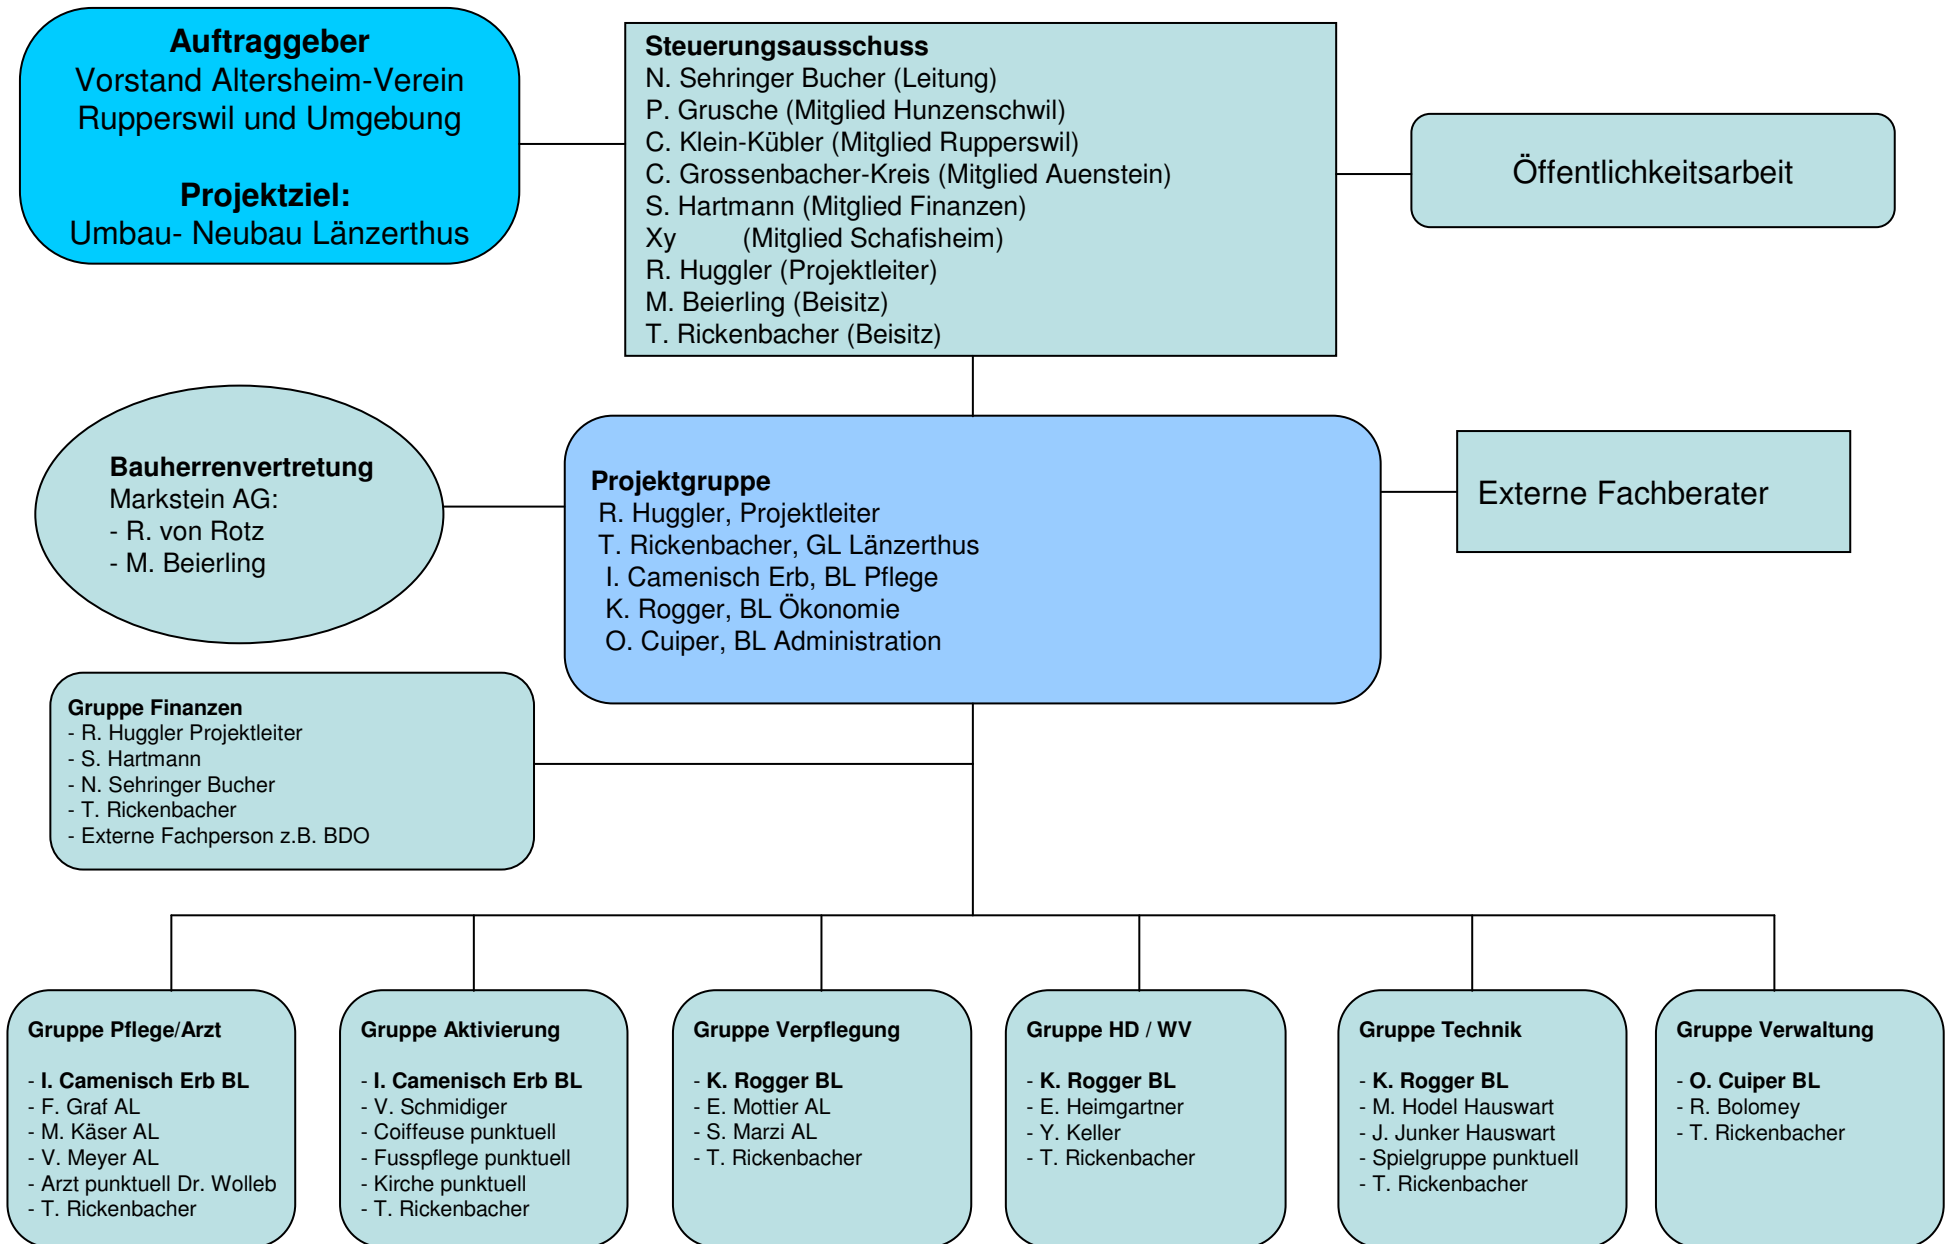 Auftraggeber
Vorstand Altersheim-Verein
Rupperswil und Umgebung
Projektziel:
Umbau- Neubau Länzerthus
Steuerungsausschuss
N. Sehringer Bucher (Leitung)
P. Grusche (Mitglied Hunzenschwil)
C. Klein-Kübler (Mitglied Rupperswil)
C. Grossenbacher-Kreis (Mitglied Auenstein)
S. Hartmann (Mitglied Finanzen)
Xy (Mitglied Schafisheim)
R. Huggler (Projektleiter)
M. Beierling (Beisitz)
T. Rickenbacher (Beisitz)
Öffentlichkeitsarbeit
Bauherrenvertretung
Markstein AG:
- R. von Rotz
- M. Beierling
Projektgruppe
R. Huggler, Projektleiter
T. Rickenbacher, GL Länzerthus
I. Camenisch Erb, BL Pflege
K. Rogger, BL Ökonomie
O. Cuiper, BL Administration
Externe Fachberater
Gruppe Finanzen
- R. Huggler Projektleiter
- S. Hartmann
- N. Sehringer Bucher
- T. Rickenbacher
- Externe Fachperson z.B. BDO
Gruppe Pflege/Arzt
- I. Camenisch Erb BL
- F. Graf AL
- M. Käser AL
- V. Meyer AL
- Arzt punktuell Dr. Wolleb
- T. Rickenbacher
Gruppe Aktivierung
- I. Camenisch Erb BL
- V. Schmidiger
- Coiffeuse punktuell
- Fusspflege punktuell
- Kirche punktuell
- T. Rickenbacher
Gruppe Verpflegung
- K. Rogger BL
- E. Mottier AL
- S. Marzi AL
- T. Rickenbacher
Gruppe HD / WV
- K. Rogger BL
- E. Heimgartner
- Y. Keller
- T. Rickenbacher
Gruppe Technik
- K. Rogger BL
- M. Hodel Hauswart
- J. Junker Hauswart
- Spielgruppe punktuell
- T. Rickenbacher
Gruppe Verwaltung
- O. Cuiper BL
- R. Bolomey
- T. Rickenbacher